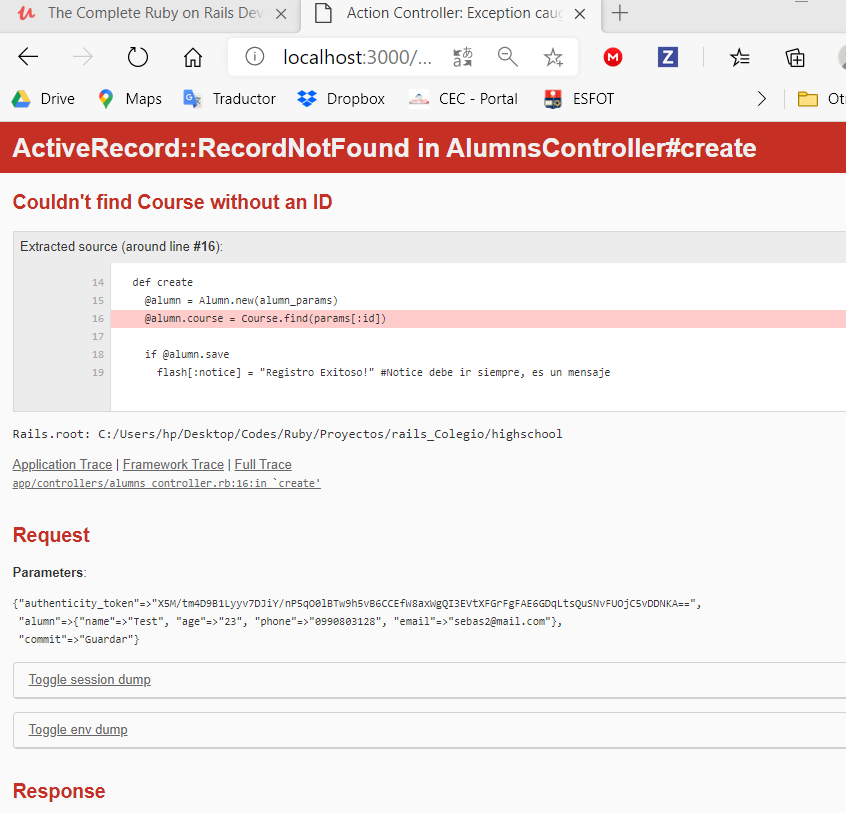 The Complete Ruby on Rails Dev
Action Controller: Exception caug
localhost:3000/...
M
Z
Drive
Maps
Traductor
Dropbox
CEC - Portal
ESFOT
Ot
ActiveRecord::RecordNotFound in AlumnsController#create
Couldn't find Course without an ID
Extracted source (around line #16):
14 def create
15 @alumn = Alumn.new(alumn_params)
16 @alumn.course = Course.find(params[:id])
17
18 if @alumn.save
19 flash[:notice] = "Registro Exitoso!" #Notice debe ir siempre, es un mensaje
Rails.root: C:/Users/hp/Desktop/Codes/Ruby/Proyectos/rails_Colegio/highschool
Application Trace | Framework Trace | Full Trace
app/controllers/alumns_controller.rb:16:in `create'
Request
Parameters:
{"authenticity_token"=>"X5M/tm4D9B1Lyyv7DJiY/nP5qO0lBTw9h5vB6CCEfW8axWgQI3EVtXFGrFgFAE6GDqLtsQuSNvFUOjC5vDDNKA==",
"alumn"=>{"name"=>"Test", "age"=>"23", "phone"=>"0990803128", "email"=>"sebas2@mail.com"},
"commit"=>"Guardar"}
Toggle session dump
Toggle env dump
Response